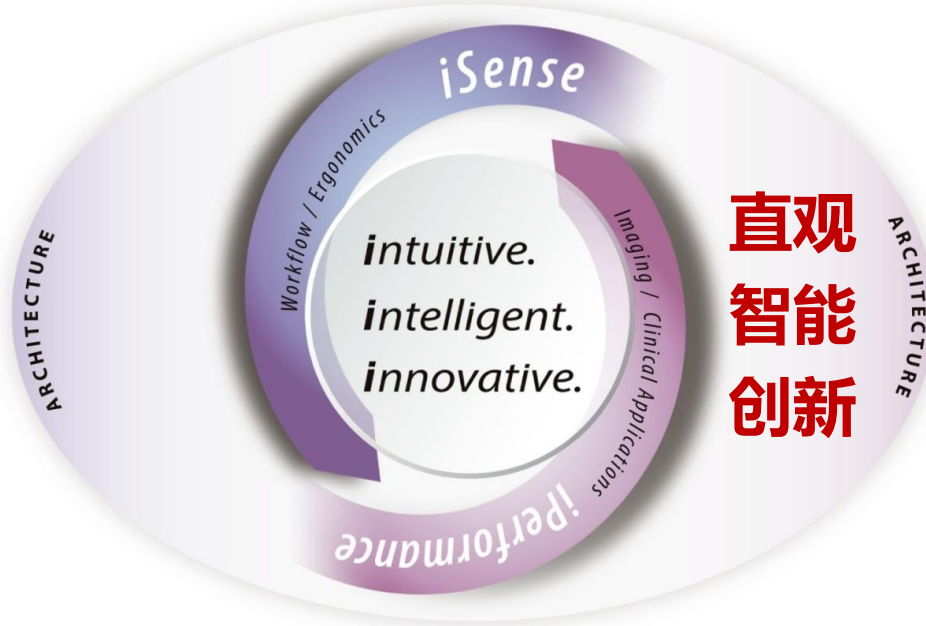 iSense
Workflow / Ergonomics
intuitive.
intelligent.
innovative.
Imaging / Clinical Applications
iPerformance
ARCHITECTURE
直观
智能
创新
ARCHITECTURE